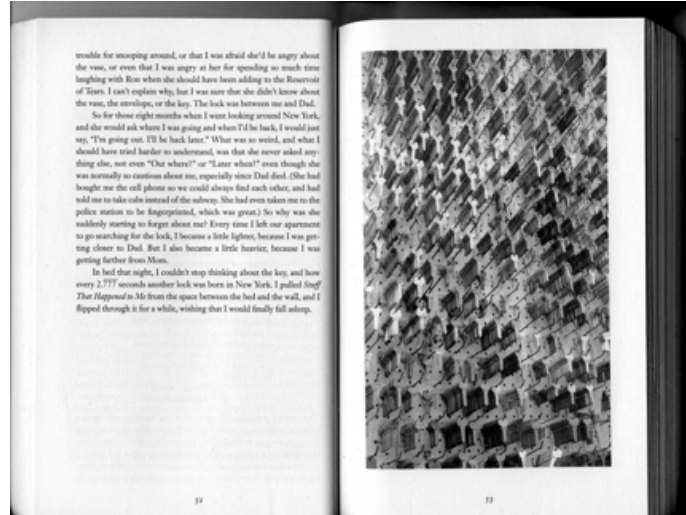 trouble for snooping around, or that I was afraid she'd be angry about
the vase, or even that I was angry at her for spending so much time
laughing with Ron when she should have been adding to the Reservoir
of Tears. I can't explain why, but I was sure that she didn't know about
the vase, the envelope, or the key. The lock was between me and Dad.
So for those eight months when I went looking around New York,
and she would ask where I was going and when I'd be back, I would just
say, "I'm going out. I'll be back later." What was so weird, and what I
should have tried harder to understand, was that she never asked any-
thing else, not even "Out where?" or "Later when?" even though she
was normally so cautious about me, especially since Dad died. (She had
bought me the cell phone so we could always find each other, and had
told me to take cabs instead of the subway. She had even taken me to the
police station to be fingerprinted, which was great.) So why was she
suddenly starting to forget about me? Every time I left our apartment
to go searching for the lock, I became a little lighter, because I was get-
ting closer to Dad. But I also became a little heavier, because I was
getting farther from Mom.
In bed that night, I couldn't stop thinking about the key, and how
every 2.777 seconds another lock was born in New York. I pulled Stuff
That Happened to Me from the space between the bed and the wall, and I
flipped through it for a while, wishing that I would finally fall asleep.
52
53